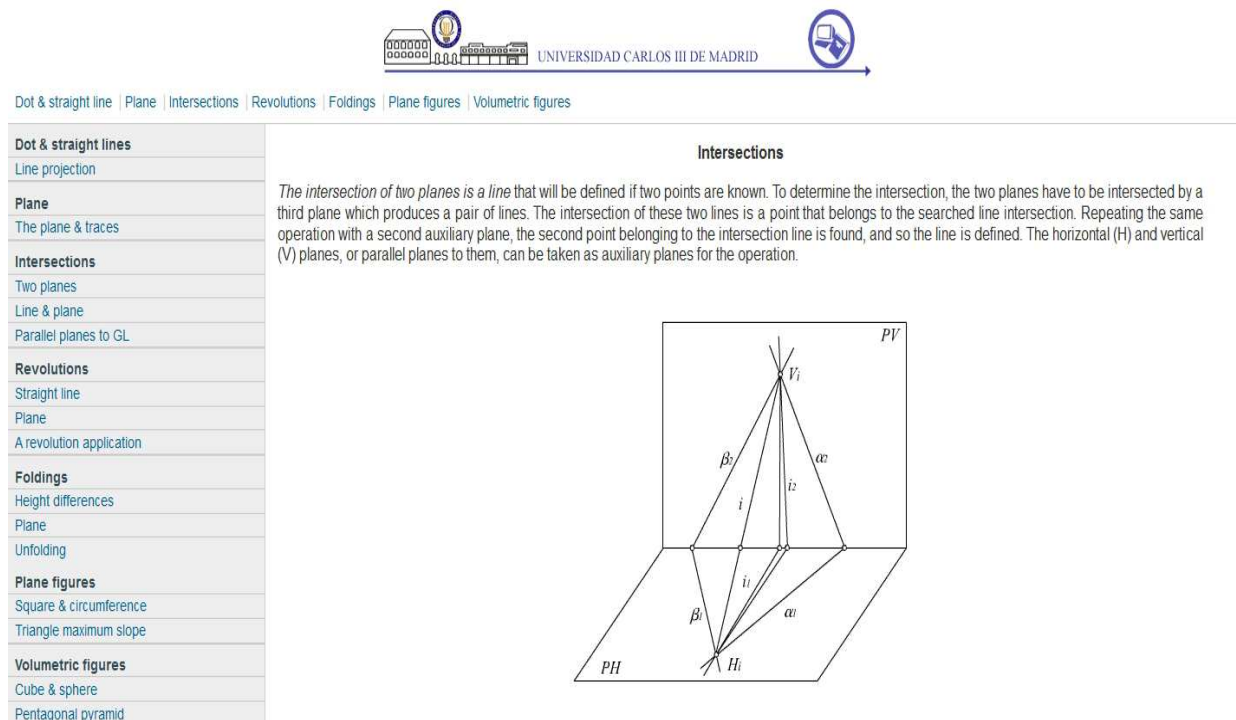 UNIVERSIDAD CARLOS III DE MADRID
Dot & straight line | Plane | Intersections | Revolutions | Foldings | Plane figures | Volumetric figures
Dot & straight lines
Line projection
Plane
The plane & traces
Intersections
Two planes
Line & plane
Parallel planes to GL
Revolutions
Straight line
Plane
A revolution application
Foldings
Height differences
Plane
Unfolding
Plane figures
Square & circumference
Triangle maximum slope
Volumetric figures
Cube & sphere
Pentagonal pyramid
Intersections
The intersection of two planes is a line that will be defined if two points are known. To determine the intersection, the two planes have to be intersected by a
third plane which produces a pair of lines. The intersection of these two lines is a point that belongs to the searched line intersection. Repeating the same
operation with a second auxiliary plane, the second point belonging to the intersection line is found, and so the line is defined. The horizontal (H) and vertical
(V) planes, or parallel planes to them, can be taken as auxiliary planes for the operation.
PV
Vi
β2
α2
i2
i
i1
β1
α1
PH
Hi